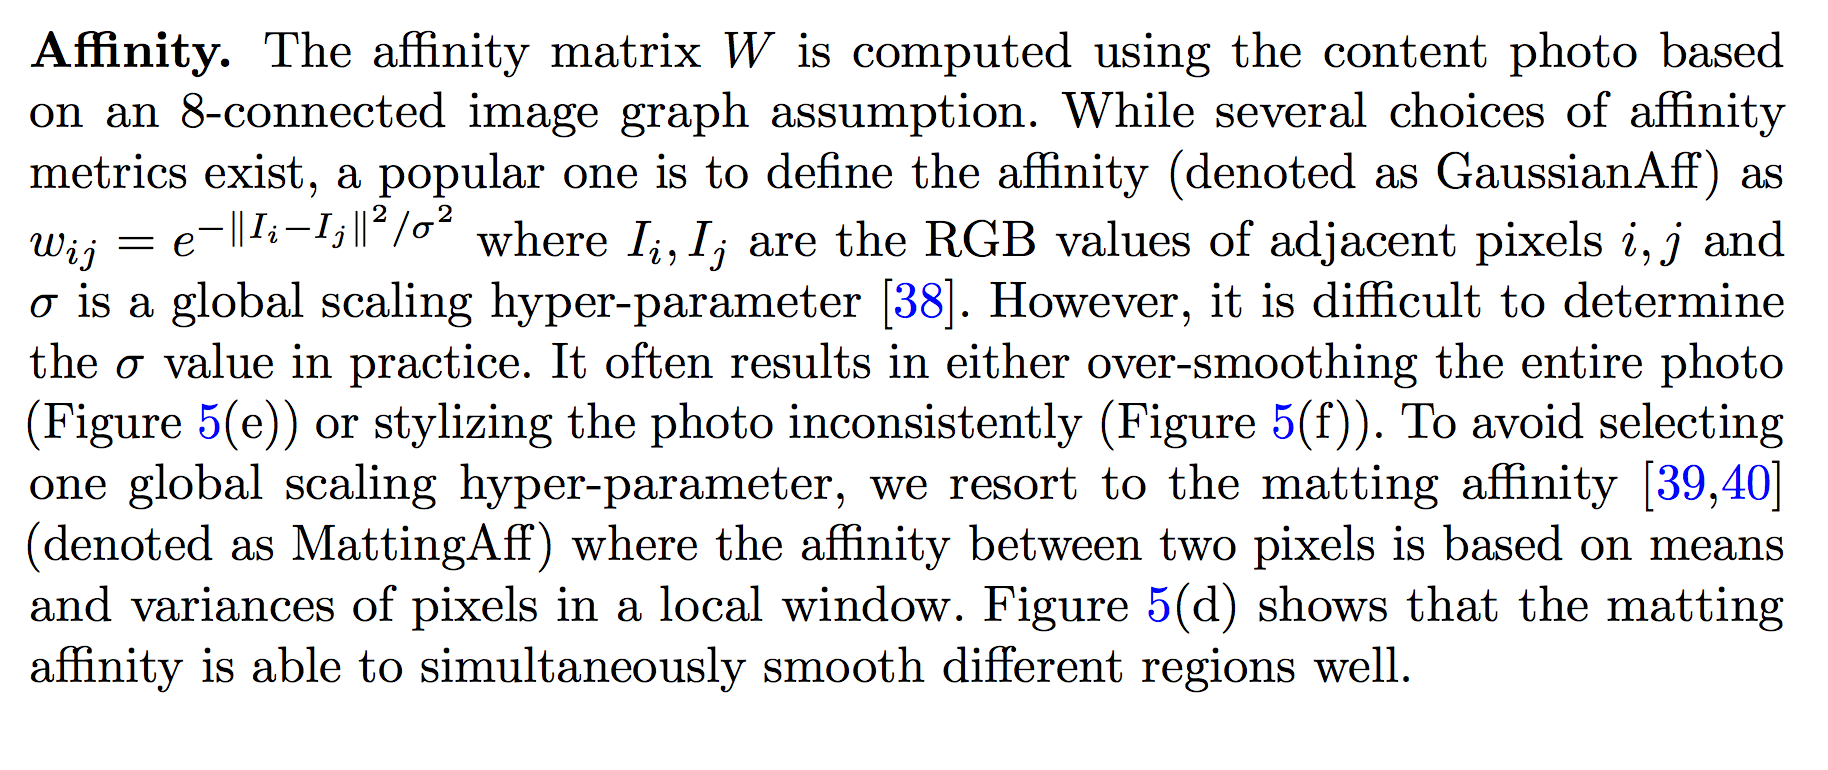 Affinity. The affinity matrix W is computed using the content photo based
on an 8-connected image graph assumption. While several choices of affinity
metrics exist, a popular one is to define the affinity (denoted as GaussianAff) as
w_{ij} = e^{−∥I_i−I_j∥^2/σ^2} where I_i, I_j are the RGB values of adjacent pixels i, j and
σ is a global scaling hyper-parameter [38]. However, it is difficult to determine
the σ value in practice. It often results in either over-smoothing the entire photo
(Figure 5(e)) or stylizing the photo inconsistently (Figure 5(f)). To avoid selecting
one global scaling hyper-parameter, we resort to the matting affinity [39,40]
(denoted as MattingAff) where the affinity between two pixels is based on means
and variances of pixels in a local window. Figure 5(d) shows that the matting
affinity is able to simultaneously smooth different regions well.